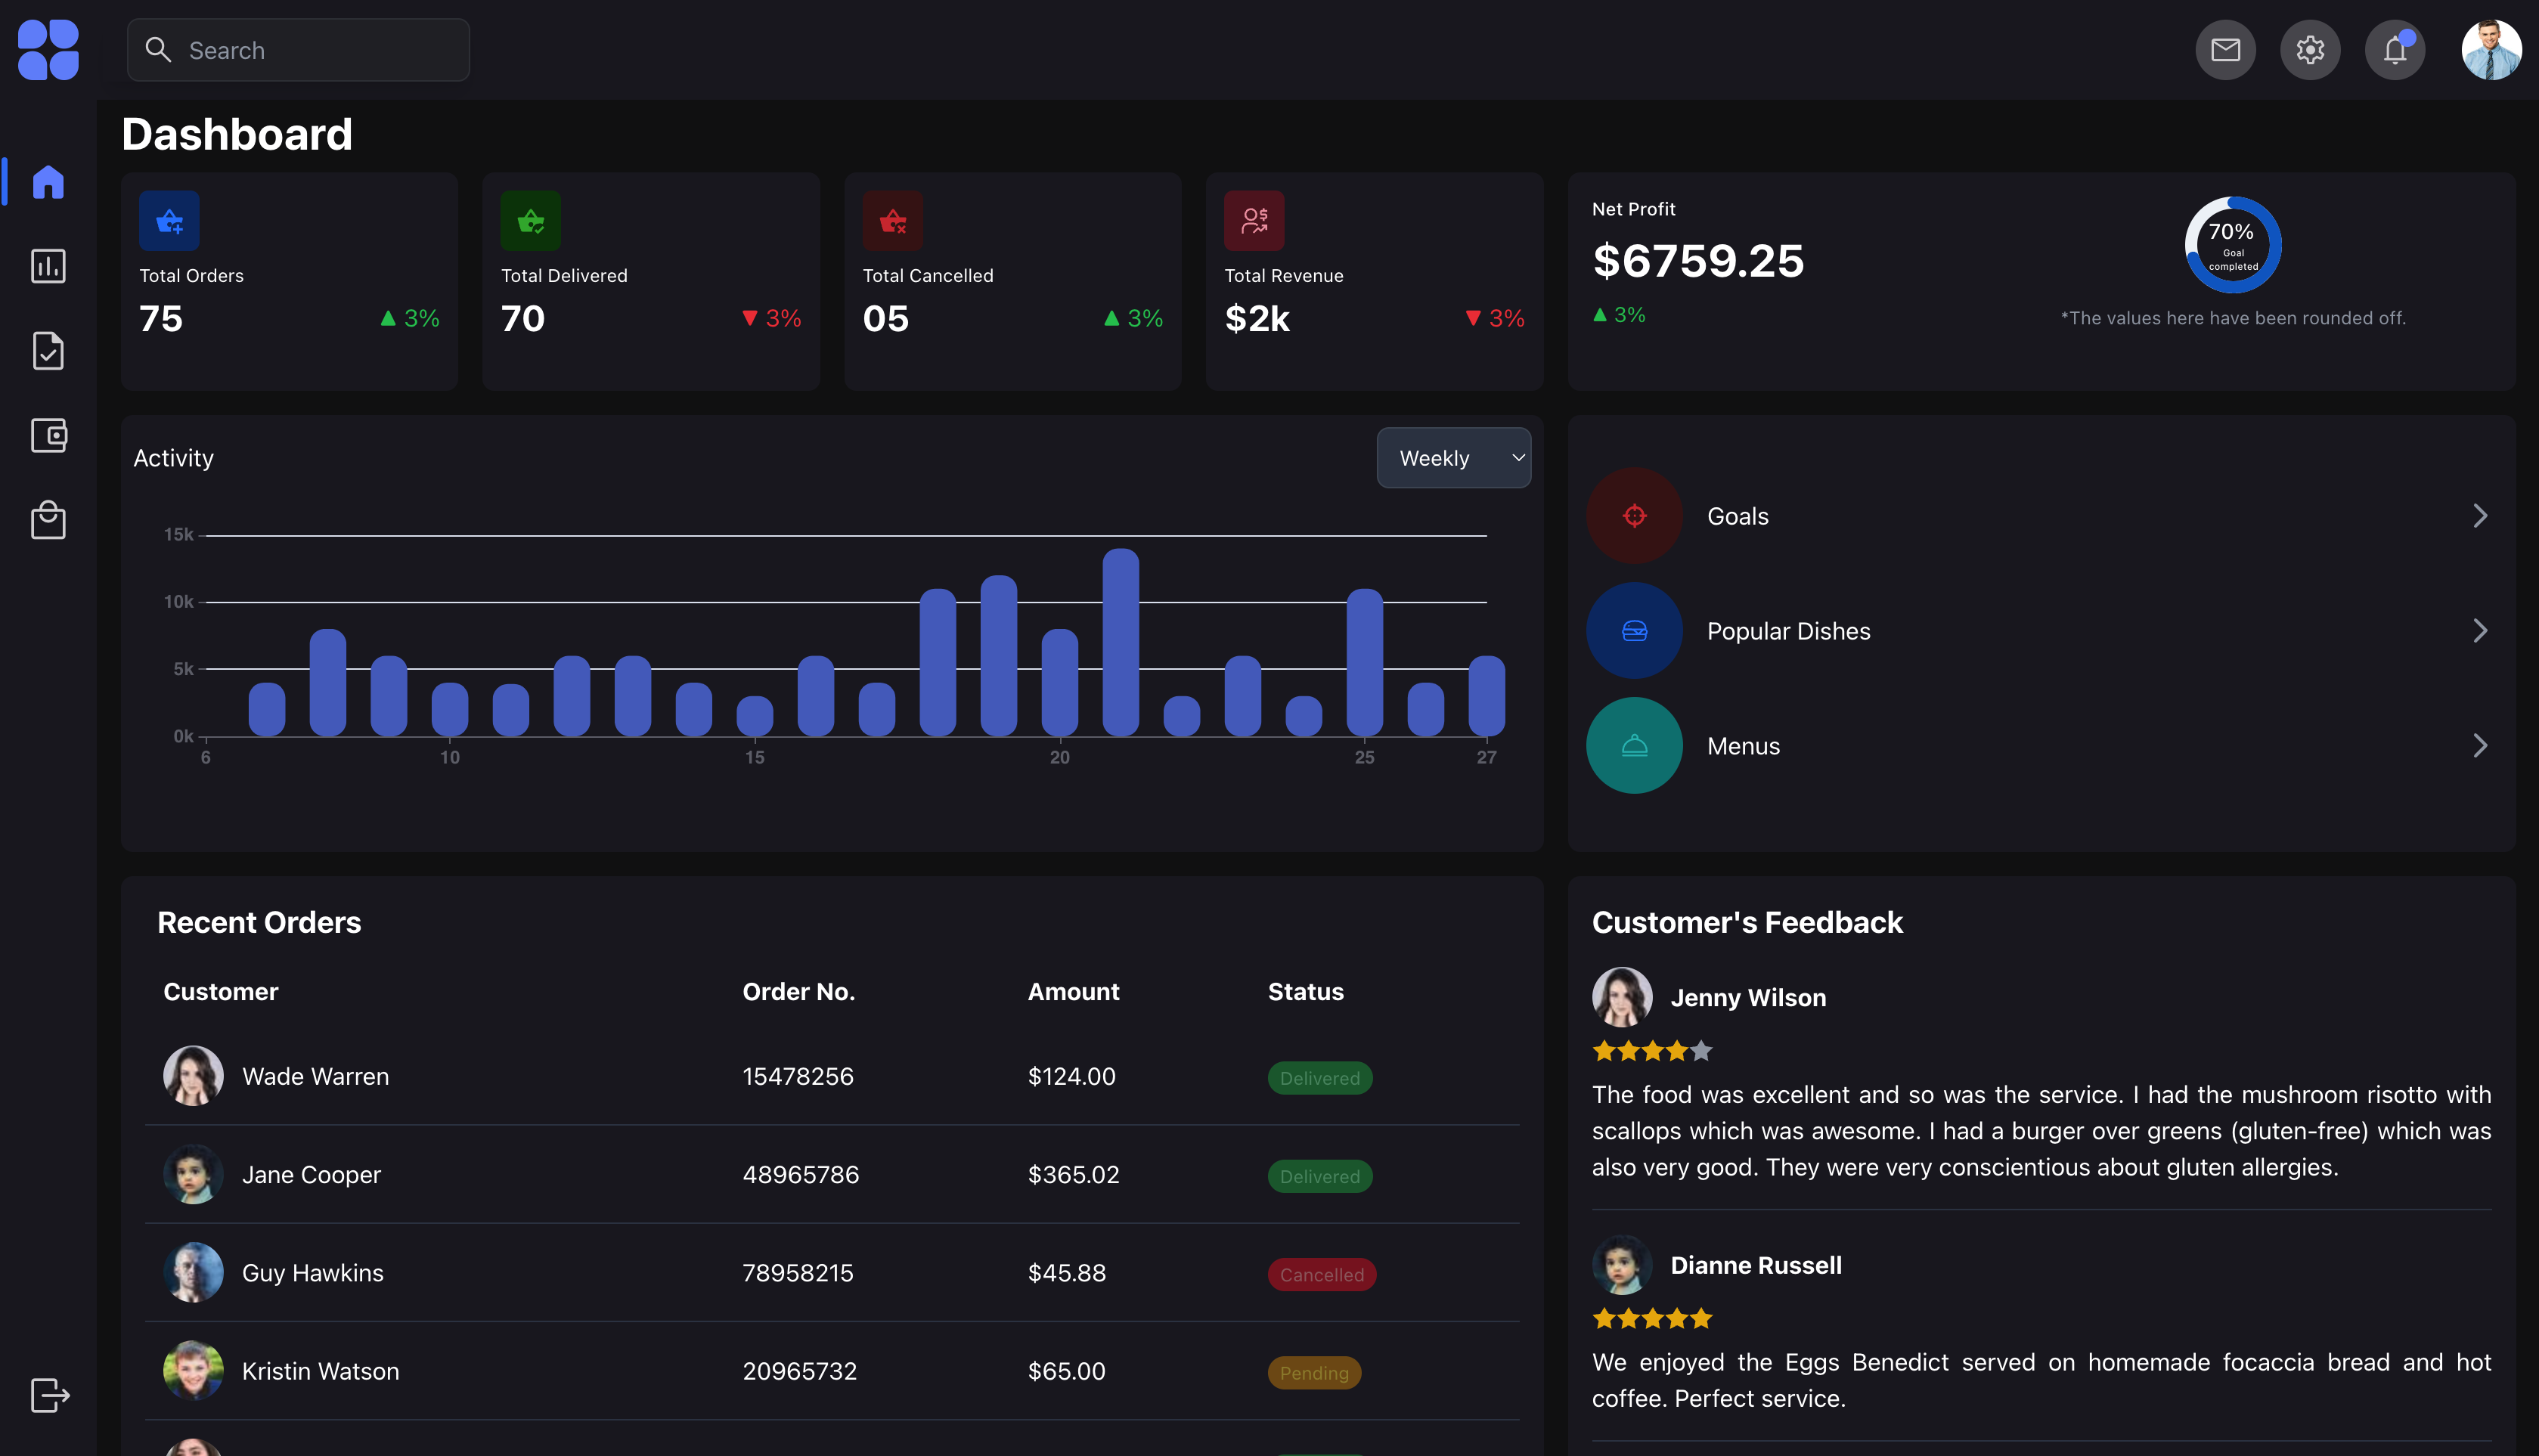 Search
Dashboard
Total Orders
75
3%
Total Delivered
70
3%
Total Cancelled
05
3%
Total Revenue
$2k
3%
Net Profit
$6759.25
3%
70%
Goal
completed
*The values here have been rounded off.
Activity
Weekly
15k
10k
5k
0k
6 10 15 20 25 27
Goals
Popular Dishes
Menus
Recent Orders
Customer Order No. Amount Status
Wade Warren 15478256 $124.00 Delivered
Jane Cooper 48965786 $365.02 Delivered
Guy Hawkins 78958215 $45.88 Cancelled
Kristin Watson 20965732 $65.00 Pending
Customer's Feedback
Jenny Wilson
The food was excellent and so was the service. I had the mushroom risotto with
scallops which was awesome. I had a burger over greens (gluten-free) which was
also very good. They were very conscientious about gluten allergies.
Dianne Russell
We enjoyed the Eggs Benedict served on homemade focaccia bread and hot
coffee. Perfect service.